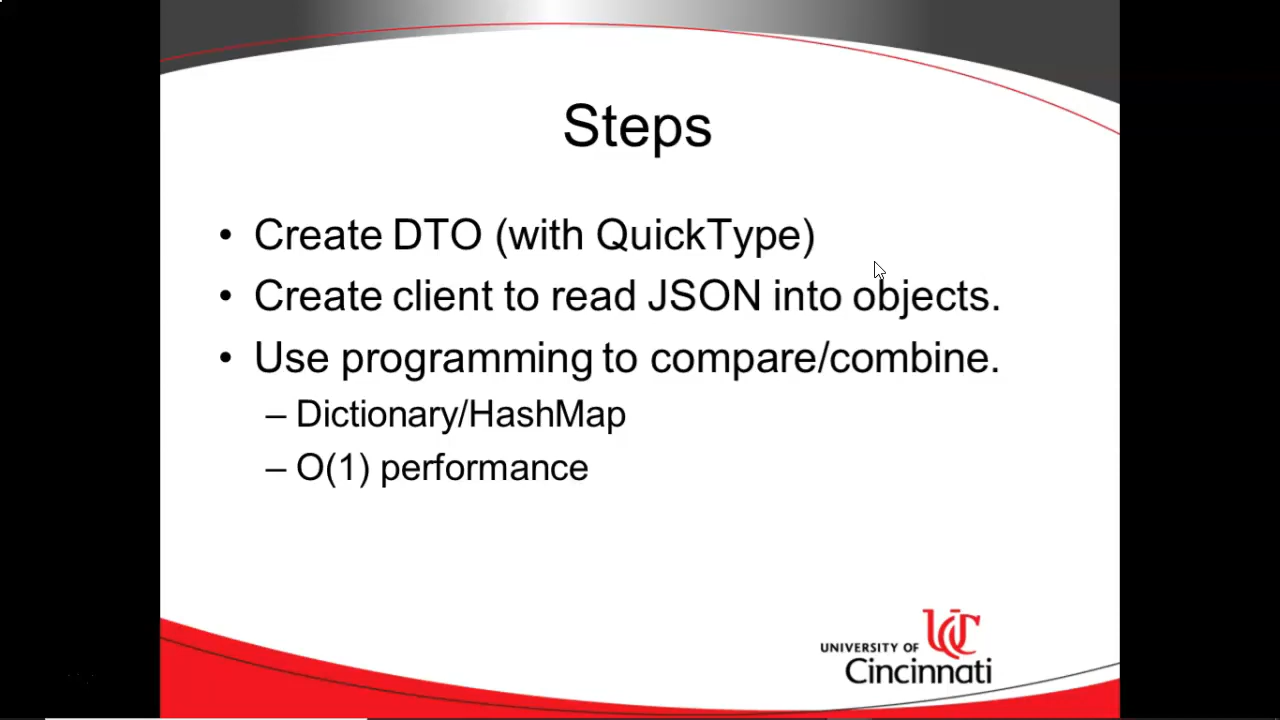 Steps
• Create DTO (with QuickType)
• Create client to read JSON into objects.
• Use programming to compare/combine.
– Dictionary/HashMap
– O(1) performance
UC
UNIVERSITY OF
Cincinnati